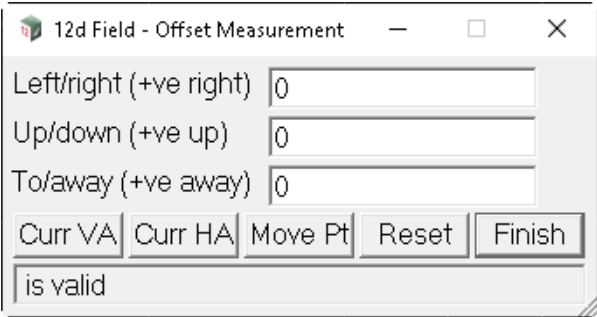 12d Field - Offset Measurement
Left/right (+ve right) 0
Up/down (+ve up) 0
To/away (+ve away) 0
Curr VA Curr HA Move Pt Reset Finish
is valid